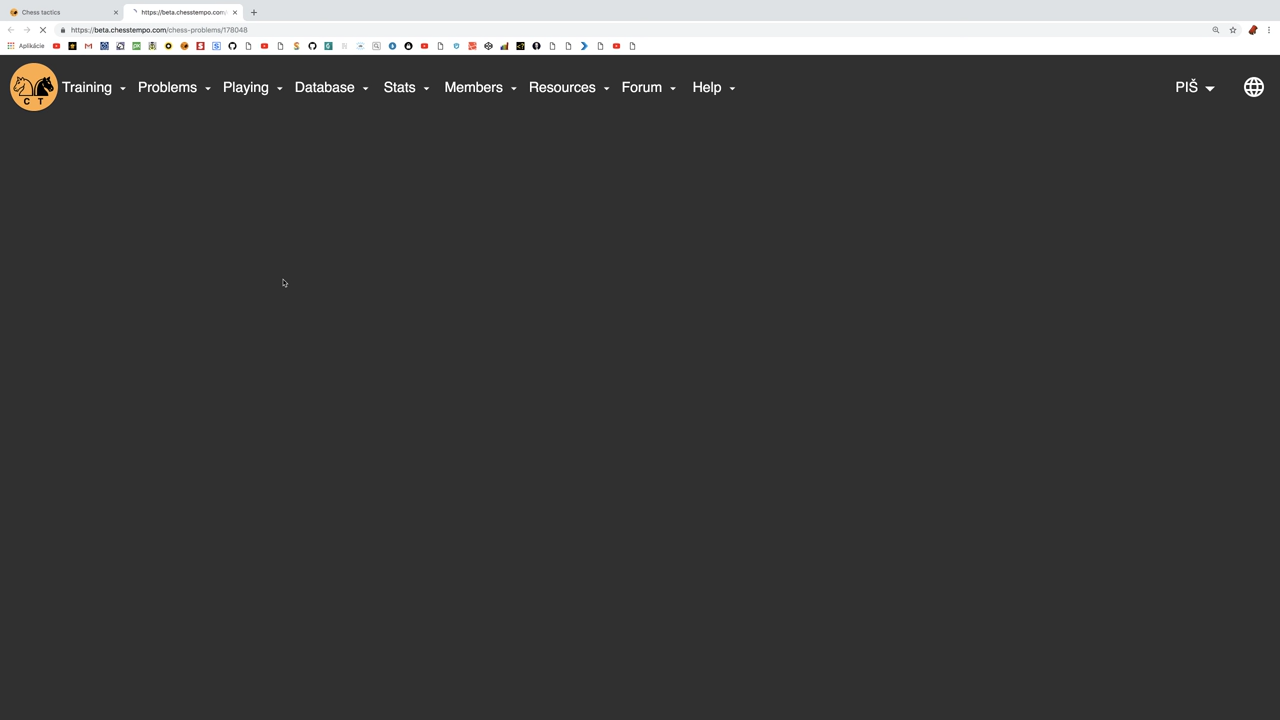 Chess tactics
https://beta.chesstempo.com/
https://beta.chesstempo.com/chess-problems/178048
Aplikácie
C T
Training Problems Playing Database Stats Members Resources Forum Help PIŠ